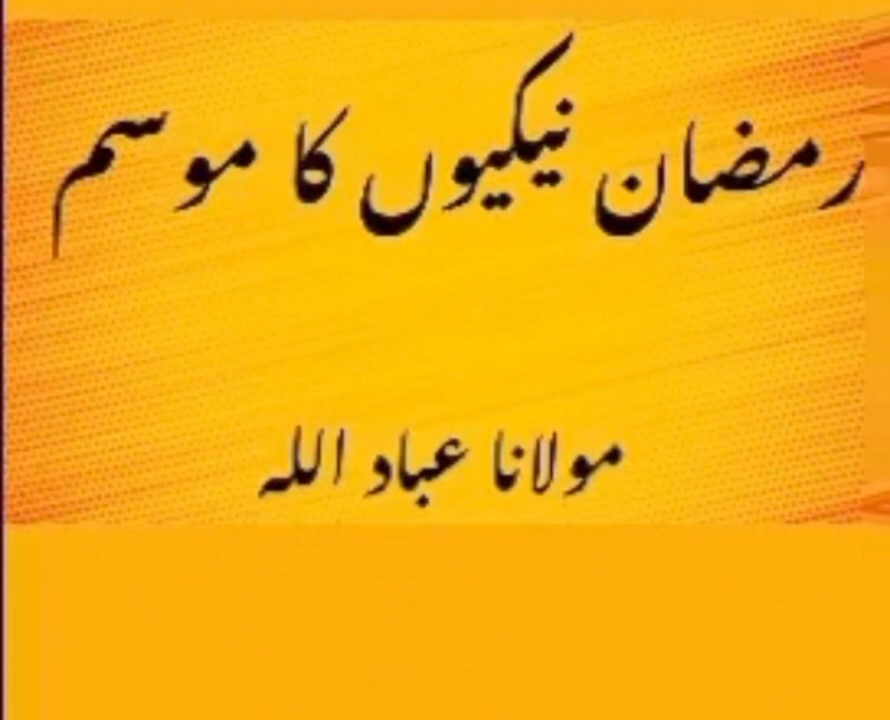 رمضان نیکیوں کا موسم
مولانا عباد اللہ